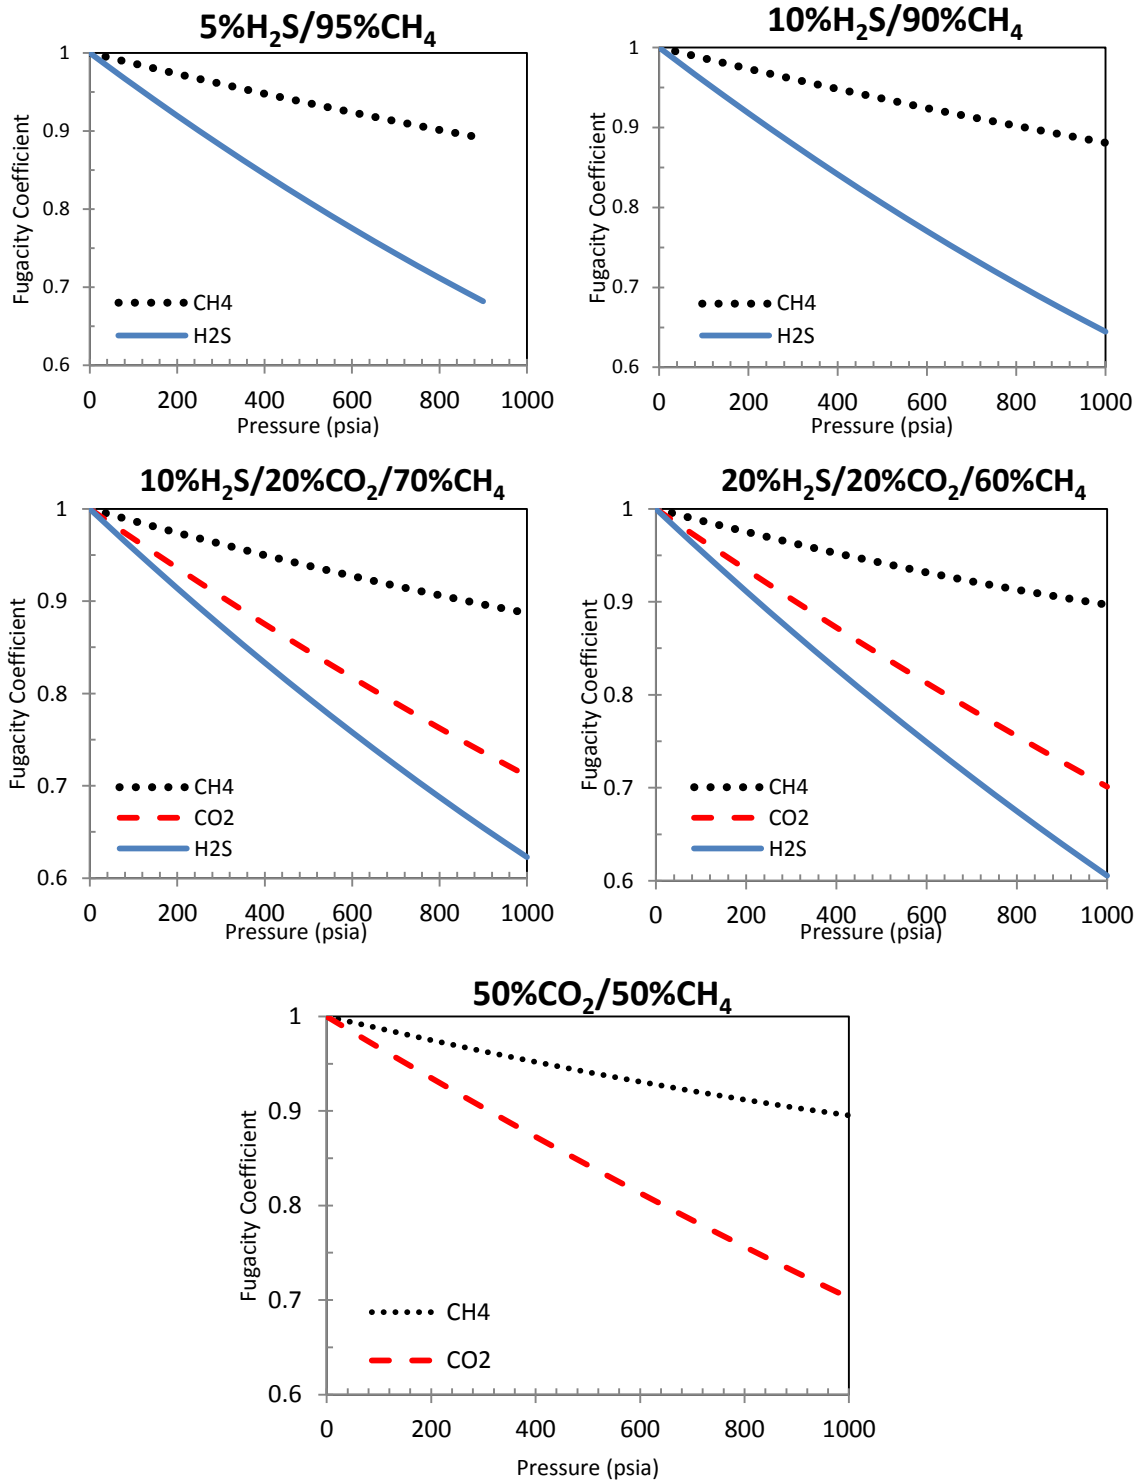 5%H₂S/95%CH₄
Fugacity Coefficient
1
0.9
0.8
0.7
0.6
CH4
H2S
0 200 400 600 800 1000
Pressure (psia)
10%H₂S/90%CH₄
Fugacity Coefficient
1
0.9
0.8
0.7
0.6
CH4
H2S
0 200 400 600 800 1000
Pressure (psia)
10%H₂S/20%CO₂/70%CH₄
Fugacity Coefficient
1
0.9
0.8
0.7
0.6
CH4
CO2
H2S
0 200 400 600 800 1000
Pressure (psia)
20%H₂S/20%CO₂/60%CH₄
Fugacity Coefficient
1
0.9
0.8
0.7
0.6
CH4
CO2
H2S
0 200 400 600 800 1000
Pressure (psia)
50%CO₂/50%CH₄
Fugacity Coefficient
1
0.9
0.8
0.7
0.6
CH4
CO2
0 200 400 600 800 1000
Pressure (psia)